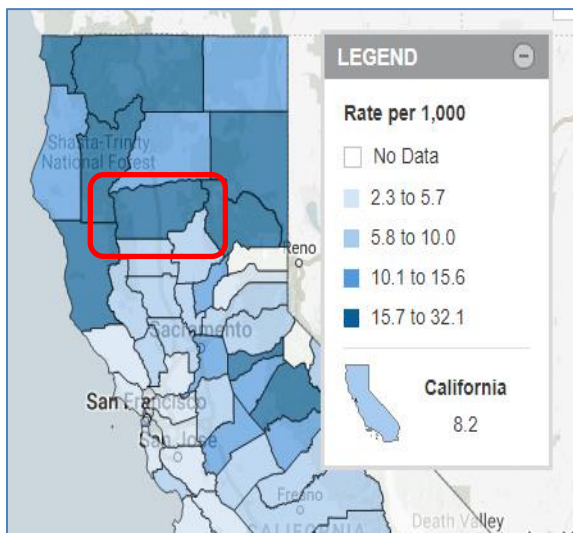 LEGEND
Rate per 1,000
No Data
2.3 to 5.7
5.8 to 10.0
10.1 to 15.6
15.7 to 32.1
California
8.2
Shasta-Trinity
National Forest
Reno
Sacramento
San Francisco
San Jose
Fresno
CALIFORNIA
Death Valley